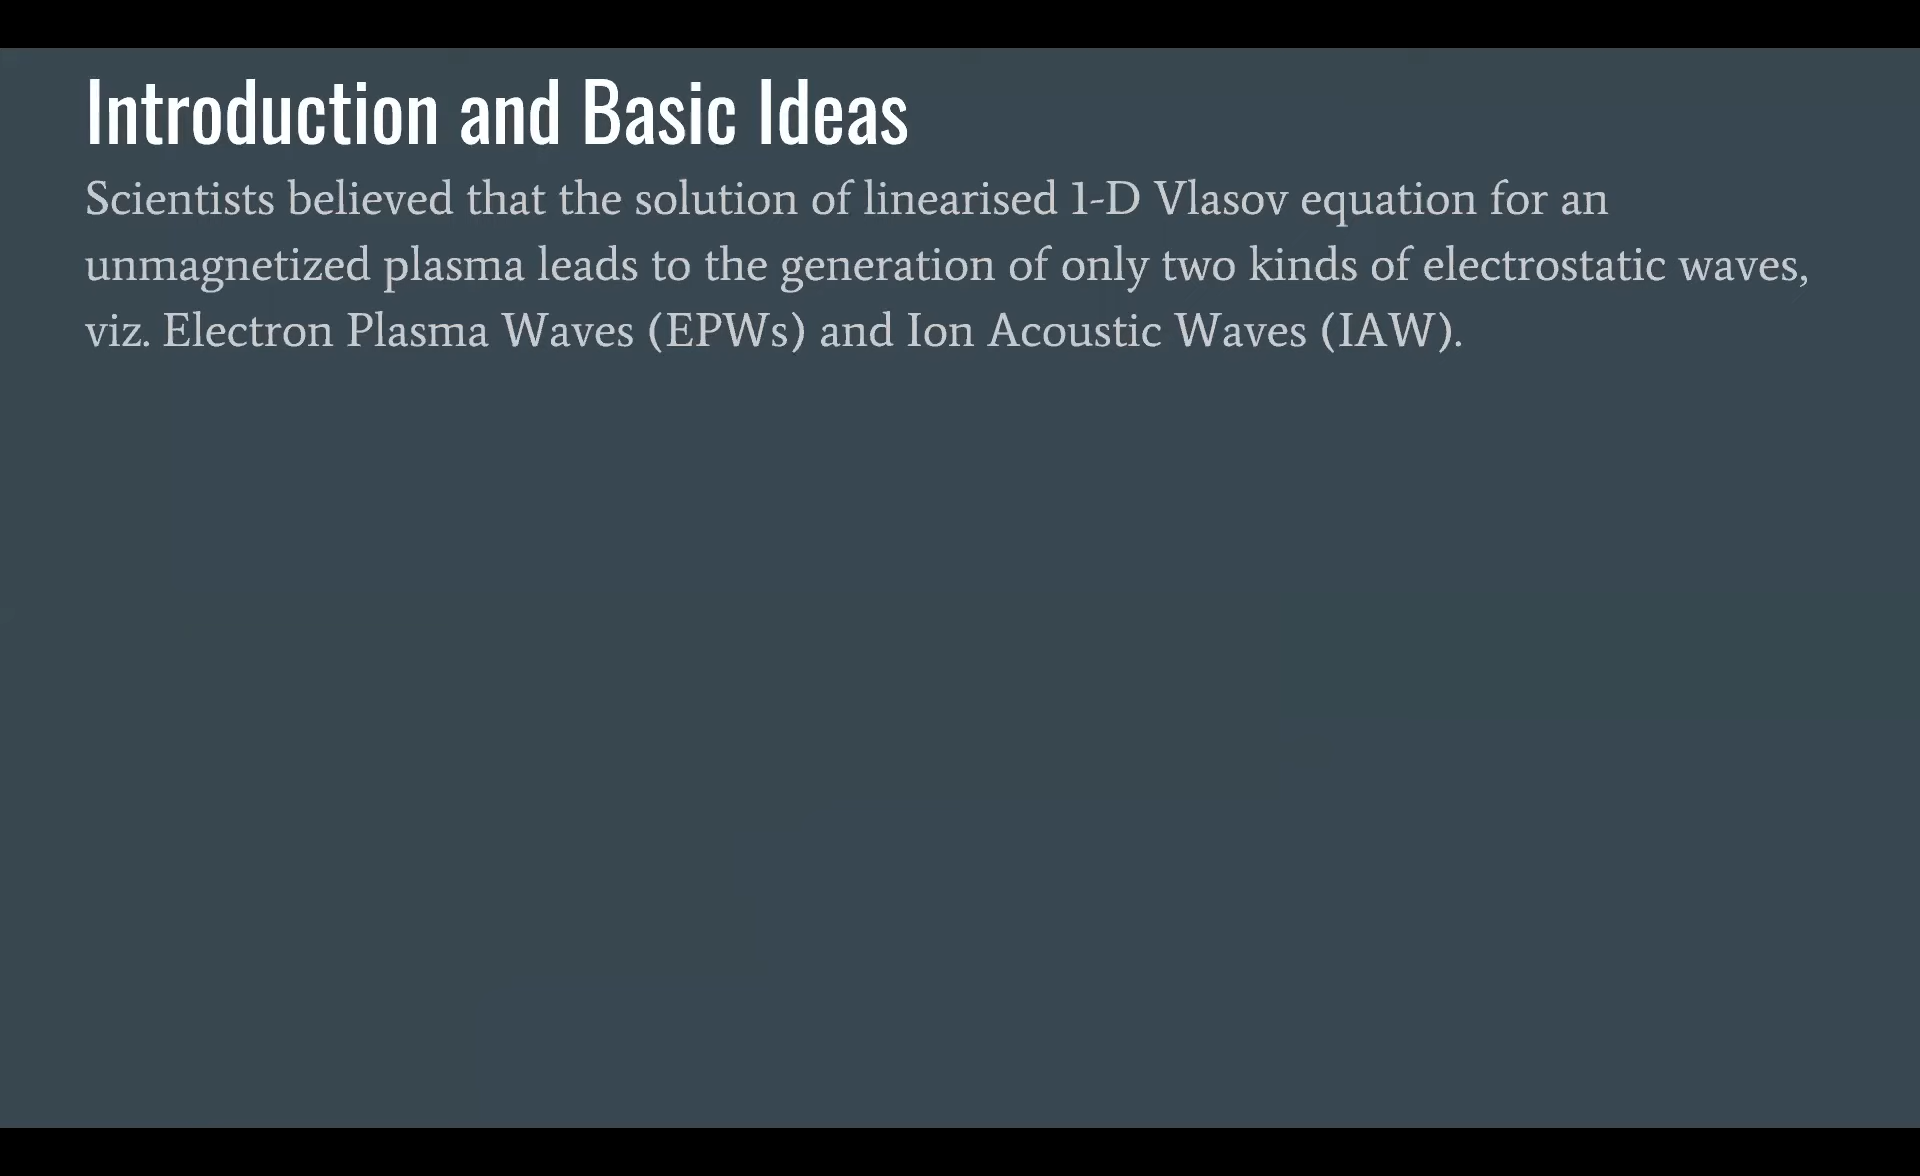 Introduction and Basic Ideas
Scientists believed that the solution of linearised 1-D Vlasov equation for an
unmagnetized plasma leads to the generation of only two kinds of electrostatic waves,
viz. Electron Plasma Waves (EPWs) and Ion Acoustic Waves (IAW).